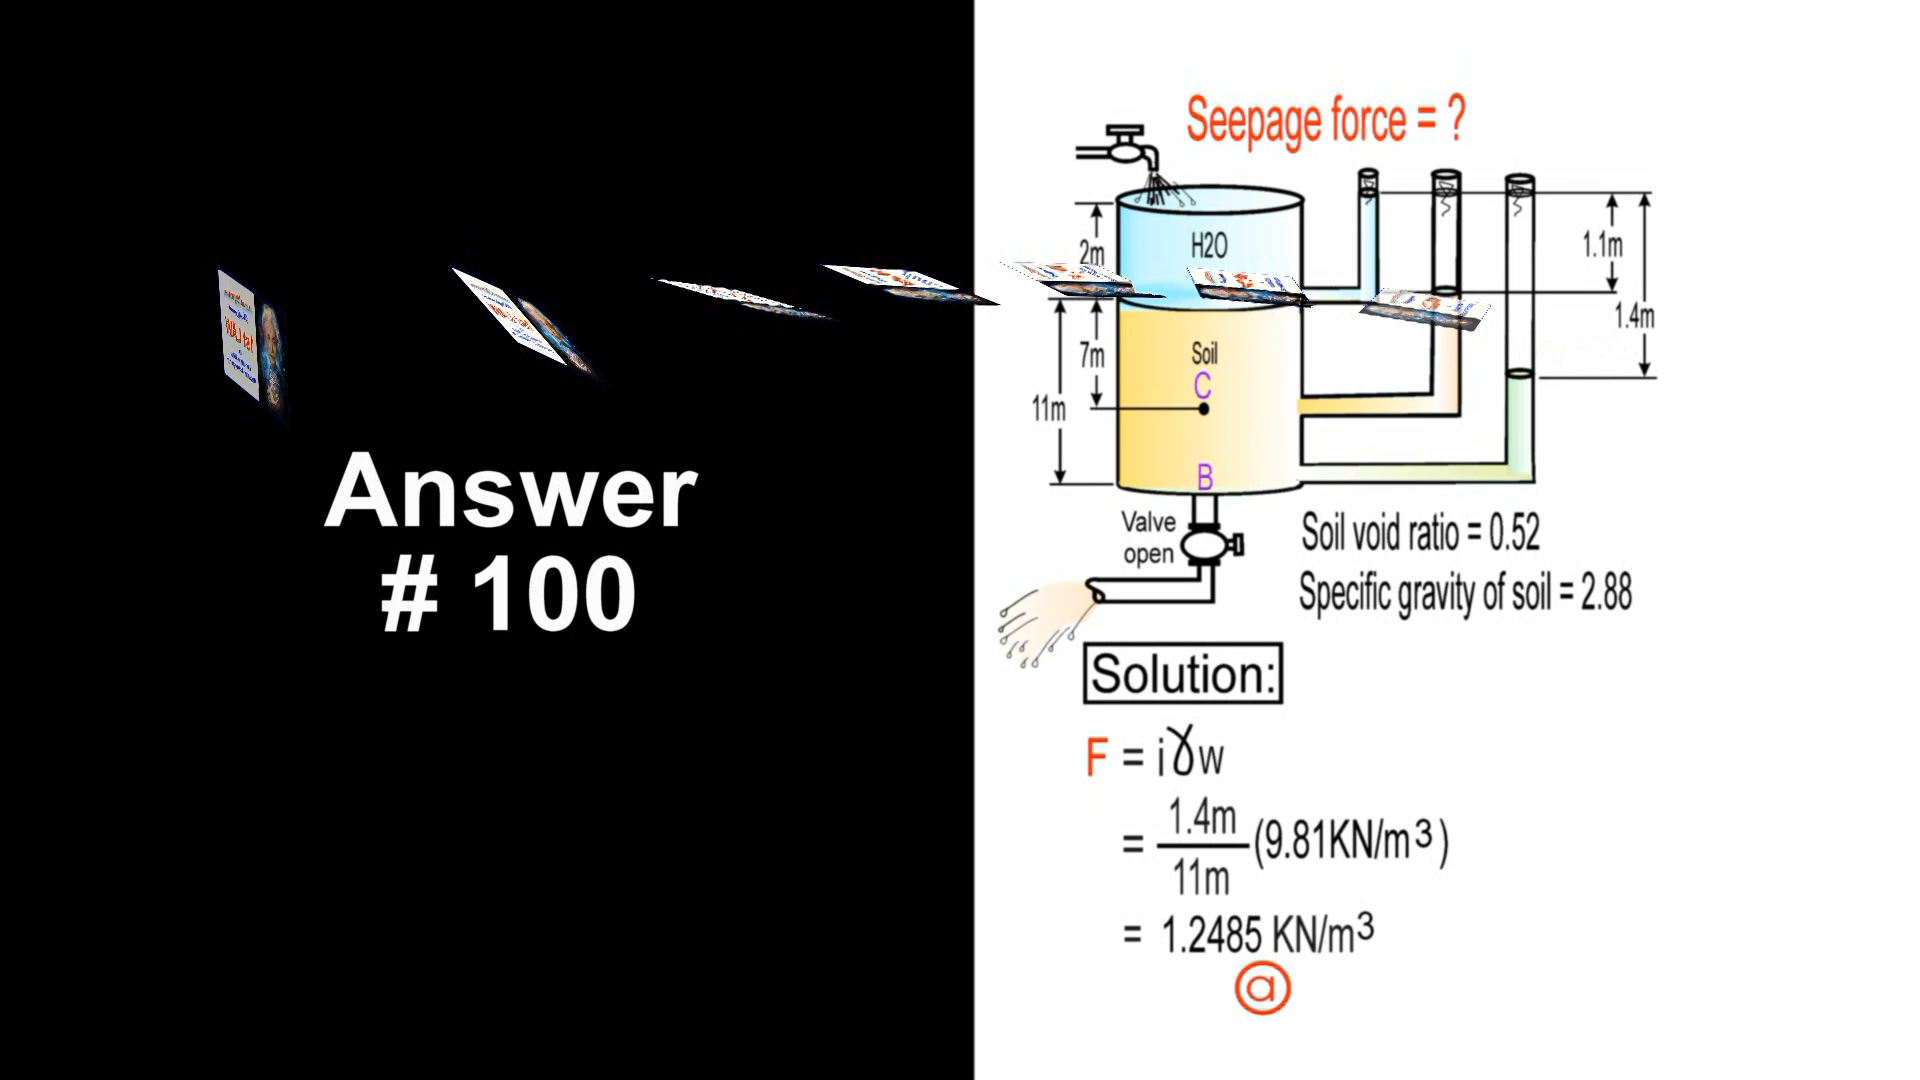 Answer
# 100
Seepage force = ?
H2O
2m
1.1m
1.4m
Soil
7m
C
11m
B
Valve
open
Soil void ratio = 0.52
Specific gravity of soil = 2.88
Solution:
F = iɣw
= 1.4m
11m
(9.81KN/m³)
= 1.2485 KN/m³
a